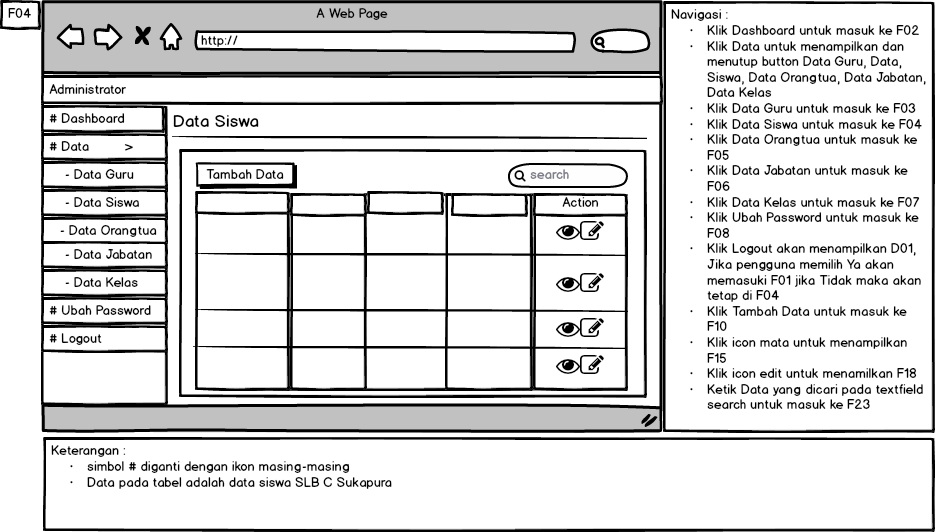 F04
A Web Page
http://
Administrator
# Dashboard
# Data >
- Data Guru
- Data Siswa
- Data Orangtua
- Data Jabatan
- Data Kelas
# Ubah Password
# Logout
Data Siswa
Tambah Data
search
Action
Navigasi :
· Klik Dashboard untuk masuk ke F02
· Klik Data untuk menampilkan dan
menutup button Data Guru, Data,
Siswa, Data Orangtua, Data Jabatan,
Data Kelas
· Klik Data Guru untuk masuk ke F03
· Klik Data Siswa untuk masuk ke F04
· Klik Data Orangtua untuk masuk ke
F05
· Klik Data Jabatan untuk masuk ke
F06
· Klik Data Kelas untuk masuk ke F07
· Klik Ubah Password untuk masuk ke
F08
· Klik Logout akan menampilkan D01,
Jika pengguna memilih Ya akan
memasuki F01 jika Tidak maka akan
tetap di F04
· Klik Tambah Data untuk masuk ke
F10
· Klik icon mata untuk menampilkan
F15
· Klik icon edit untuk menamilkan F18
· Ketik Data yang dicari pada textfield
search untuk masuk ke F23
Keterangan :
· simbol # diganti dengan ikon masing-masing
· Data pada tabel adalah data siswa SLB C Sukapura